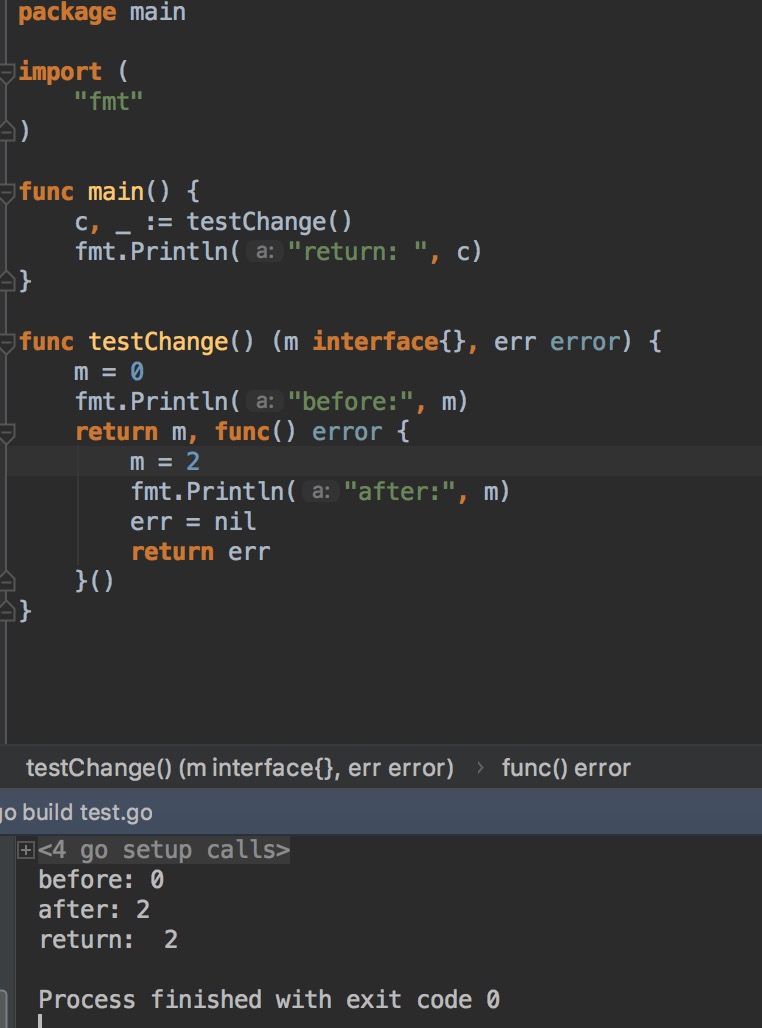 package main
import (
"fmt"
)
func main() {
c, _ := testChange()
fmt.Println( a: "return: ", c)
}
func testChange() (m interface{}, err error) {
m = 0
fmt.Println( a: "before:", m)
return m, func() error {
m = 2
fmt.Println( a: "after:", m)
err = nil
return err
}()
}
testChange() (m interface{}, err error) › func() error
go build test.go
<4 go setup calls>
before: 0
after: 2
return:  2
Process finished with exit code 0